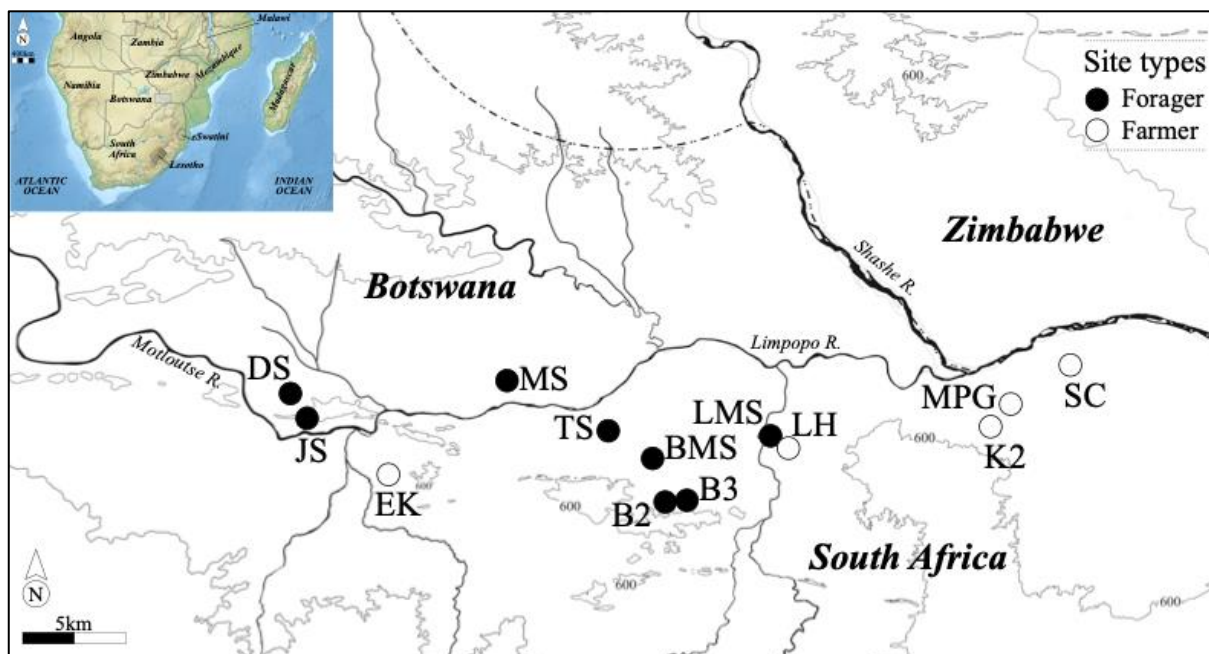 N
400km
Angola
Zambia
Malawi
Mozambique
Zimbabwe
Namibia
Botswana
Madagascar
South
Africa
eSwatini
Lesotho
ATLANTIC
OCEAN
INDIAN
OCEAN
Site types
Forager
Farmer
600
Zimbabwe
Shashe R.
Botswana
Limpopo R.
Motloutse R.
DS
JS
MS
TS
BMS
LMS
LH
MPG
SC
K2
600
EK
600
B2
B3
600
600
South Africa
600
600
N
5km